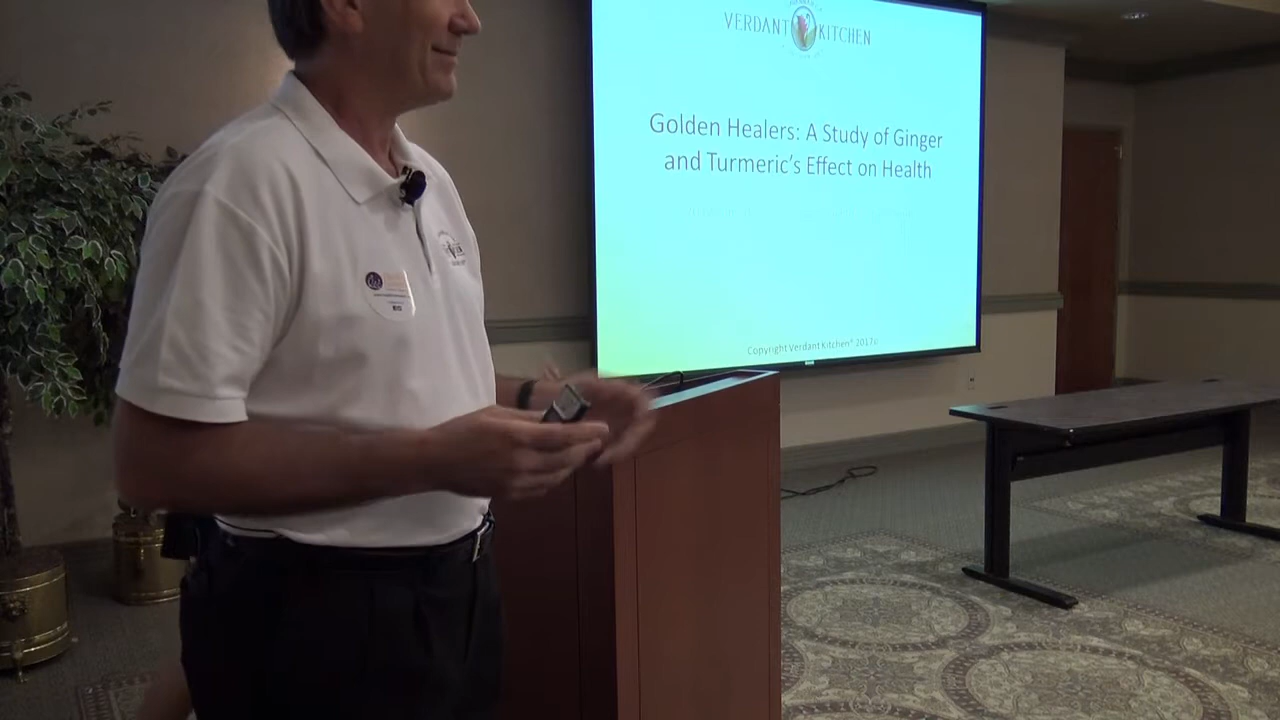 VERDANT KITCHEN
Golden Healers: A Study of Ginger
and Turmeric's Effect on Health
Copyright Verdant Kitchen® 2017©